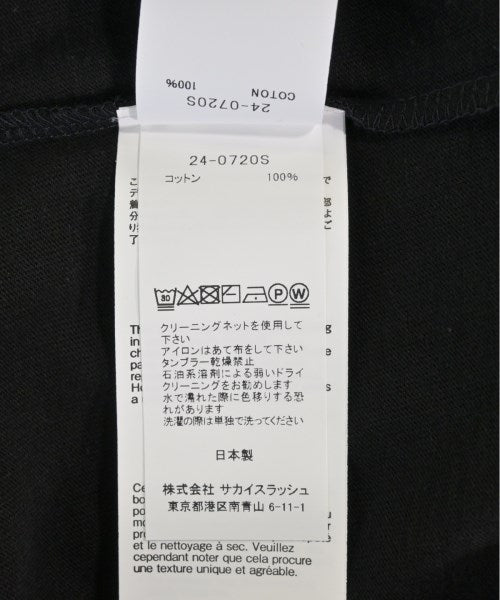 COTON 100%
24-0720S
24-0720S
コットン 100%
クリーニングネットを使用して
下さい
アイロンはあて布をして下さい
タンブラー乾燥禁止
石油系溶剤による弱いドライ
クリーニングをお勧めします
水で濡れた際に色移りする恐
れがあります
洗濯の際は単独で洗ってください
日本製
株式会社 サカイスラッシュ
東京都港区南青山 6-11-1
et le nettoyage à sec. Veuillez
cependant noter que cela procure
une texture unique et agréable.